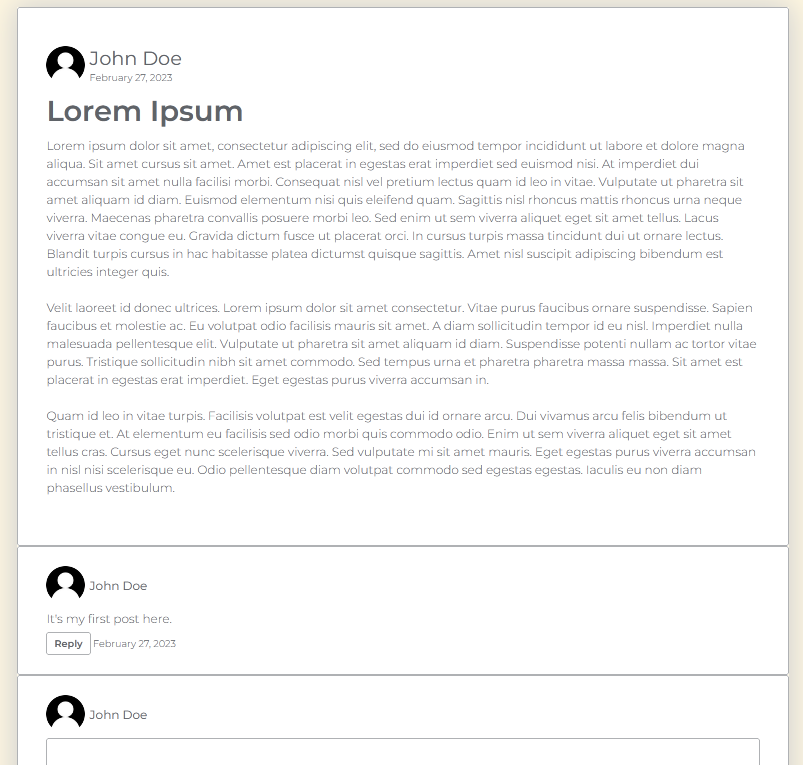 John Doe
February 27, 2023
Lorem Ipsum
Lorem ipsum dolor sit amet, consectetur adipiscing elit, sed do eiusmod tempor incididunt ut labore et dolore magna
aliqua. Sit amet cursus sit amet. Amet est placerat in egestas erat imperdiet sed euismod nisi. At imperdiet dui
accumsan sit amet nulla facilisi morbi. Consequat nisl vel pretium lectus quam id leo in vitae. Vulputate ut pharetra sit
amet aliquam id diam. Euismod elementum nisi quis eleifend quam. Sagittis nisl rhoncus mattis rhoncus urna neque
viverra. Maecenas pharetra convallis posuere morbi leo. Sed enim ut sem viverra aliquet eget sit amet tellus. Lacus
viverra vitae congue eu. Gravida dictum fusce ut placerat orci. In cursus turpis massa tincidunt dui ut ornare lectus.
Blandit turpis cursus in hac habitasse platea dictumst quisque sagittis. Amet nisl suscipit adipiscing bibendum est
ultricies integer quis.
Velit laoreet id donec ultrices. Lorem ipsum dolor sit amet consectetur. Vitae purus faucibus ornare suspendisse. Sapien
faucibus et molestie ac. Eu volutpat odio facilisis mauris sit amet. A diam sollicitudin tempor id eu nisl. Imperdiet nulla
malesuada pellentesque elit. Vulputate ut pharetra sit amet aliquam id diam. Suspendisse potenti nullam ac tortor vitae
purus. Tristique sollicitudin nibh sit amet commodo. Sed tempus urna et pharetra pharetra massa massa. Sit amet est
placerat in egestas erat imperdiet. Eget egestas purus viverra accumsan in.
Quam id leo in vitae turpis. Facilisis volutpat est velit egestas dui id ornare arcu. Dui vivamus arcu felis bibendum ut
tristique et. At elementum eu facilisis sed odio morbi quis commodo odio. Enim ut sem viverra aliquet eget sit amet
tellus cras. Cursus eget nunc scelerisque viverra. Sed vulputate mi sit amet mauris. Eget egestas purus viverra accumsan
in nisl nisi scelerisque eu. Odio pellentesque diam volutpat commodo sed egestas egestas. Iaculis eu non diam
phasellus vestibulum.
John Doe
It's my first post here.
Reply February 27, 2023
John Doe